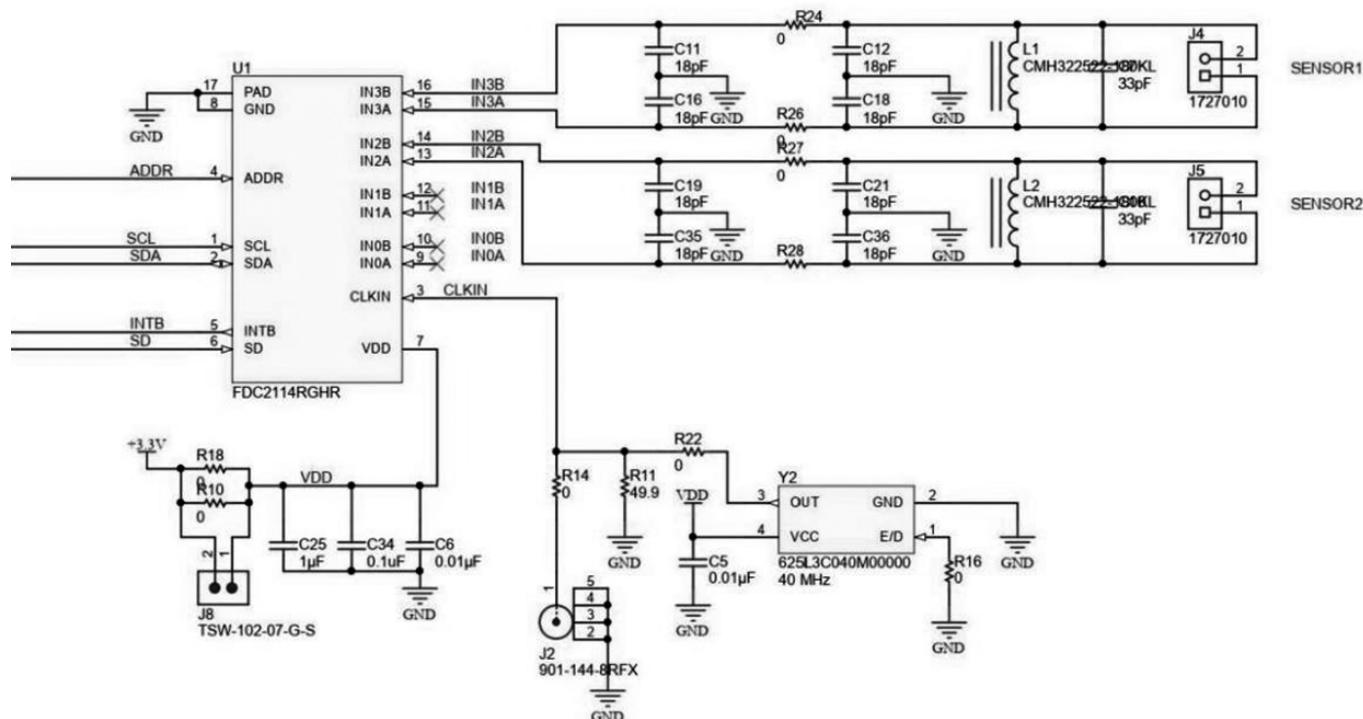 R24
0
J4
C11
18pF
C12
18pF
L1
33pF
2
1
SENSOR1
U1
17
PAD
IN3B
16
IN3B
C16
18pF
GND
C18
18pF
GND
1727010
8
GND
IN3A
15
IN3A
GND
R26
0
IN2B
14
IN2B
R27
0
IN2A
13
IN2A
J5
ADDR
4
ADDR
IN1B
12
IN1B
C19
18pF
C21
18pF
L2
33pF
2
1
SENSOR2
IN1A
11
IN1A
SCL
1
SCL
IN0B
10
IN0B
C35
18pF
GND
C36
18pF
GND
1727010
SDA
2
SDA
IN0A
9
IN0A
R28
0
CLKIN
3
CLKIN
INTB
5
INTB
SD
6
SD
VDD
7
FDC2114RGHR
+3.3V
R18
0
VDD
R10
0
R14
0
R11
49.9
R22
0
VDD
Y2
3
OUT
GND
2
4
VCC
E/D
1
GND
C25
1µF
C34
0.1uF
C6
0.01µF
GND
2
1
J8
TSW-102-07-G-S
GND
C5
0.01µF
GND
625L3C040M00000
40 MHz
R16
0
GND
1
5
4
3
2
J2
901-144-8RFX
GND